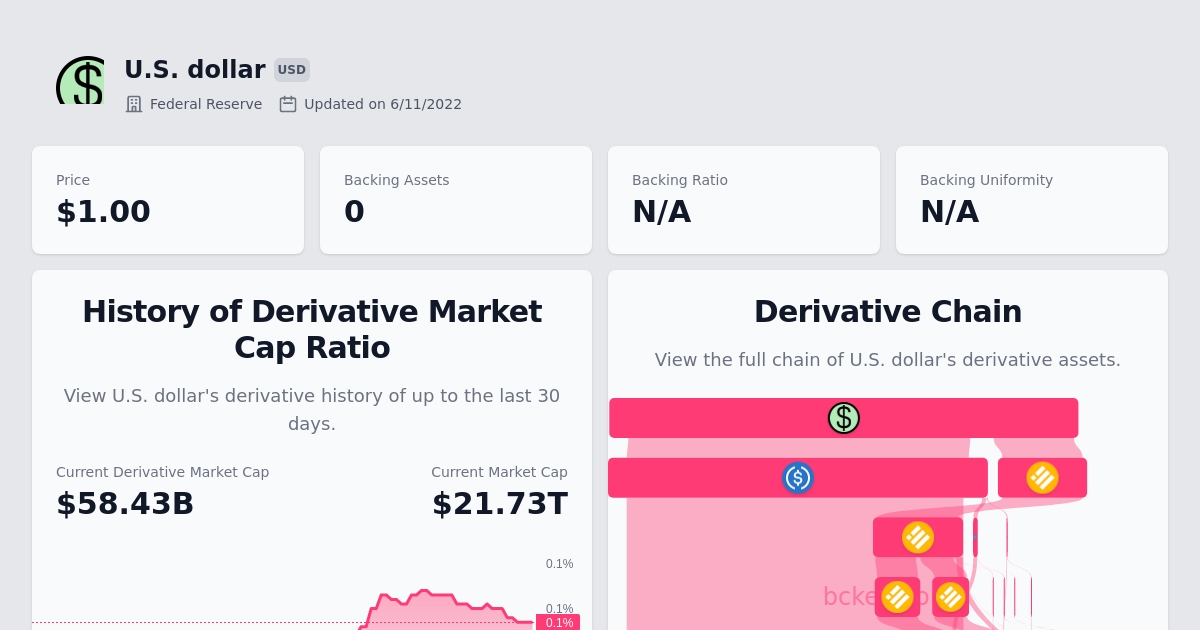 U.S. dollar USD
Federal Reserve Updated on 6/11/2022
Price
$1.00
Backing Assets
0
Backing Ratio
N/A
Backing Uniformity
N/A
History of Derivative Market
Cap Ratio
View U.S. dollar's derivative history of up to the last 30
days.
Current Derivative Market Cap
$58.43B
Current Market Cap
$21.73T
0.1%
0.1%
0.1%
Derivative Chain
View the full chain of U.S. dollar's derivative assets.